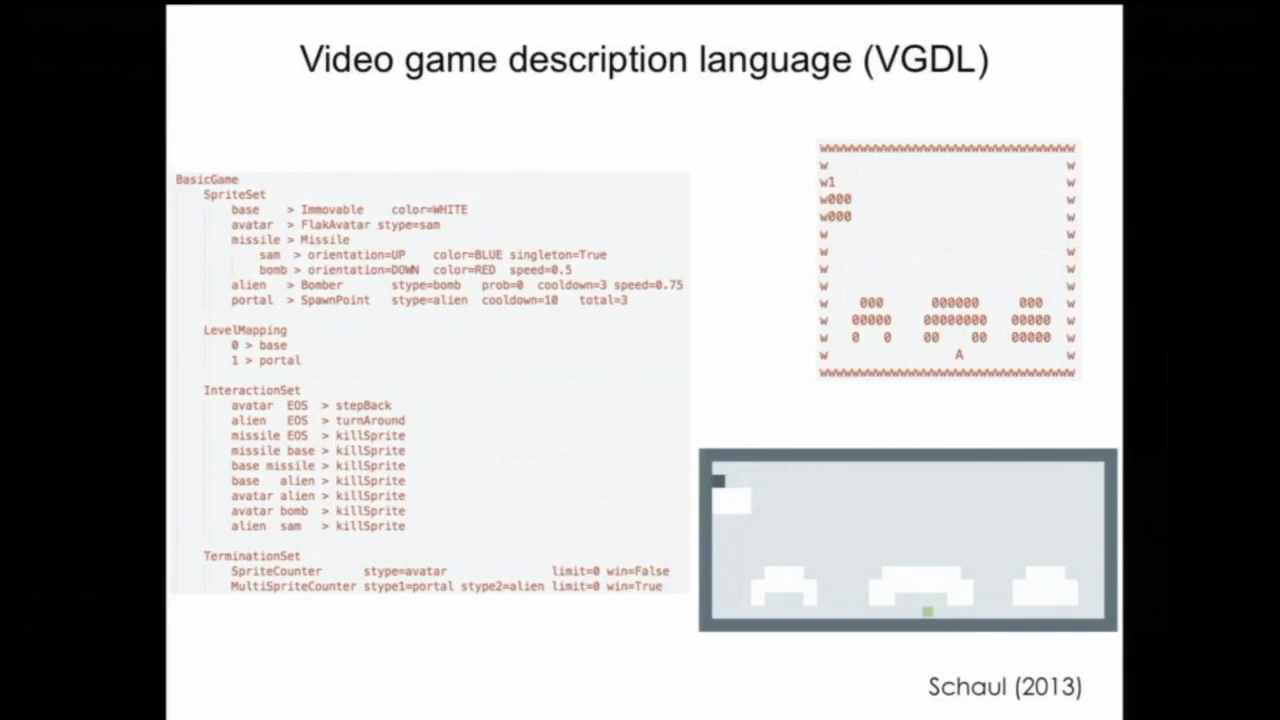 Video game description language (VGDL)
BasicGame
SpriteSet
base > Immovable color=WHITE
avatar > FlakAvatar stype=sam
missile > Missile
sam > orientation=UP color=BLUE singleton=True
bomb > orientation=DOWN color=RED speed=0.5
alien > Bomber stype=bomb prob=0 cooldown=3 speed=0.75
portal > SpawnPoint stype=alien cooldown=10 total=3
LevelMapping
0 > base
1 > portal
InteractionSet
avatar EOS > stepBack
alien EOS > turnAround
missile EOS > killSprite
missile base > killSprite
base missile > killSprite
base alien > killSprite
avatar alien > killSprite
avatar bomb > killSprite
alien sam > killSprite
TerminationSet
SpriteCounter stype=avatar limit=0 win=False
MultiSpriteCounter stype1=portal stype2=alien limit=0 win=True
wwwwwwwwwwwwwwwwwwwwwwwwwwwwwwww
w w
w1 w
w000 w
w000 w
w w
w w
w w
w w
w 000 000000 000 w
w 00000 00000000 00000 w
w 0 0 00 00 00000 w
w A w
wwwwwwwwwwwwwwwwwwwwwwwwwwwwwwww
Schaul (2013)